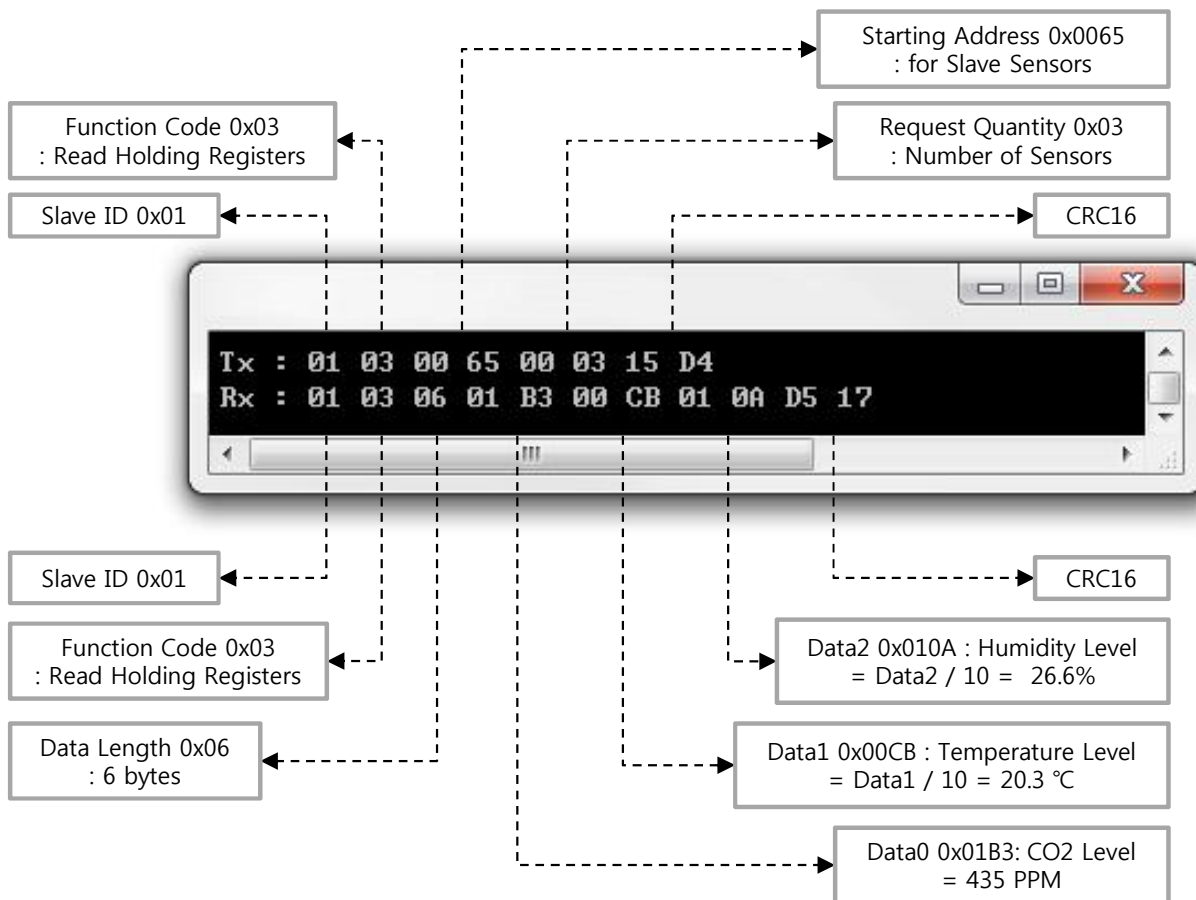 Starting Address 0x0065
: for Slave Sensors
Function Code 0x03
: Read Holding Registers
Request Quantity 0x03
: Number of Sensors
Slave ID 0x01
CRC16
Tx : 01 03 00 65 00 03 15 D4
Rx : 01 03 06 01 B3 00 CB 01 0A D5 17
Slave ID 0x01
CRC16
Function Code 0x03
: Read Holding Registers
Data2 0x010A : Humidity Level
= Data2 / 10 =  26.6%
Data Length 0x06
: 6 bytes
Data1 0x00CB : Temperature Level
= Data1 / 10 = 20.3 ℃
Data0 0x01B3: CO2 Level
= 435 PPM